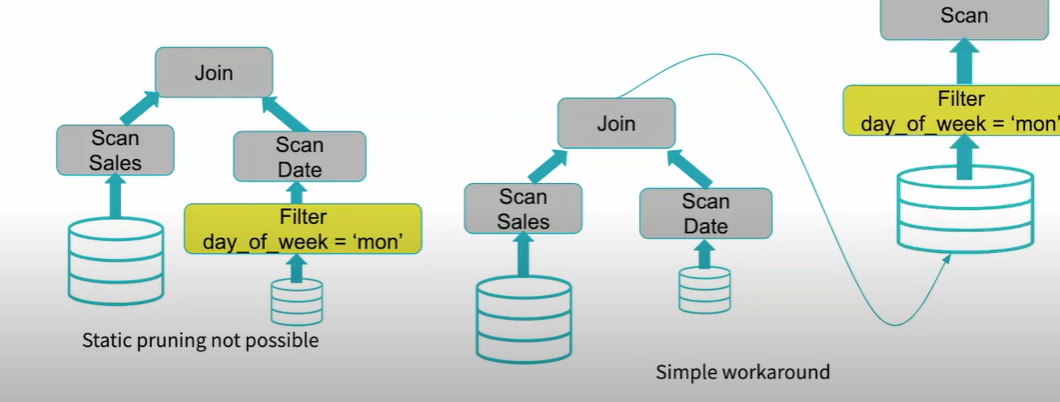 Join
Scan
Sales
Scan
Date
Filter
day_of_week = ‘mon’
Static pruning not possible
Join
Scan
Sales
Scan
Date
Simple workaround
Scan
Filter
day_of_week = ‘mon’